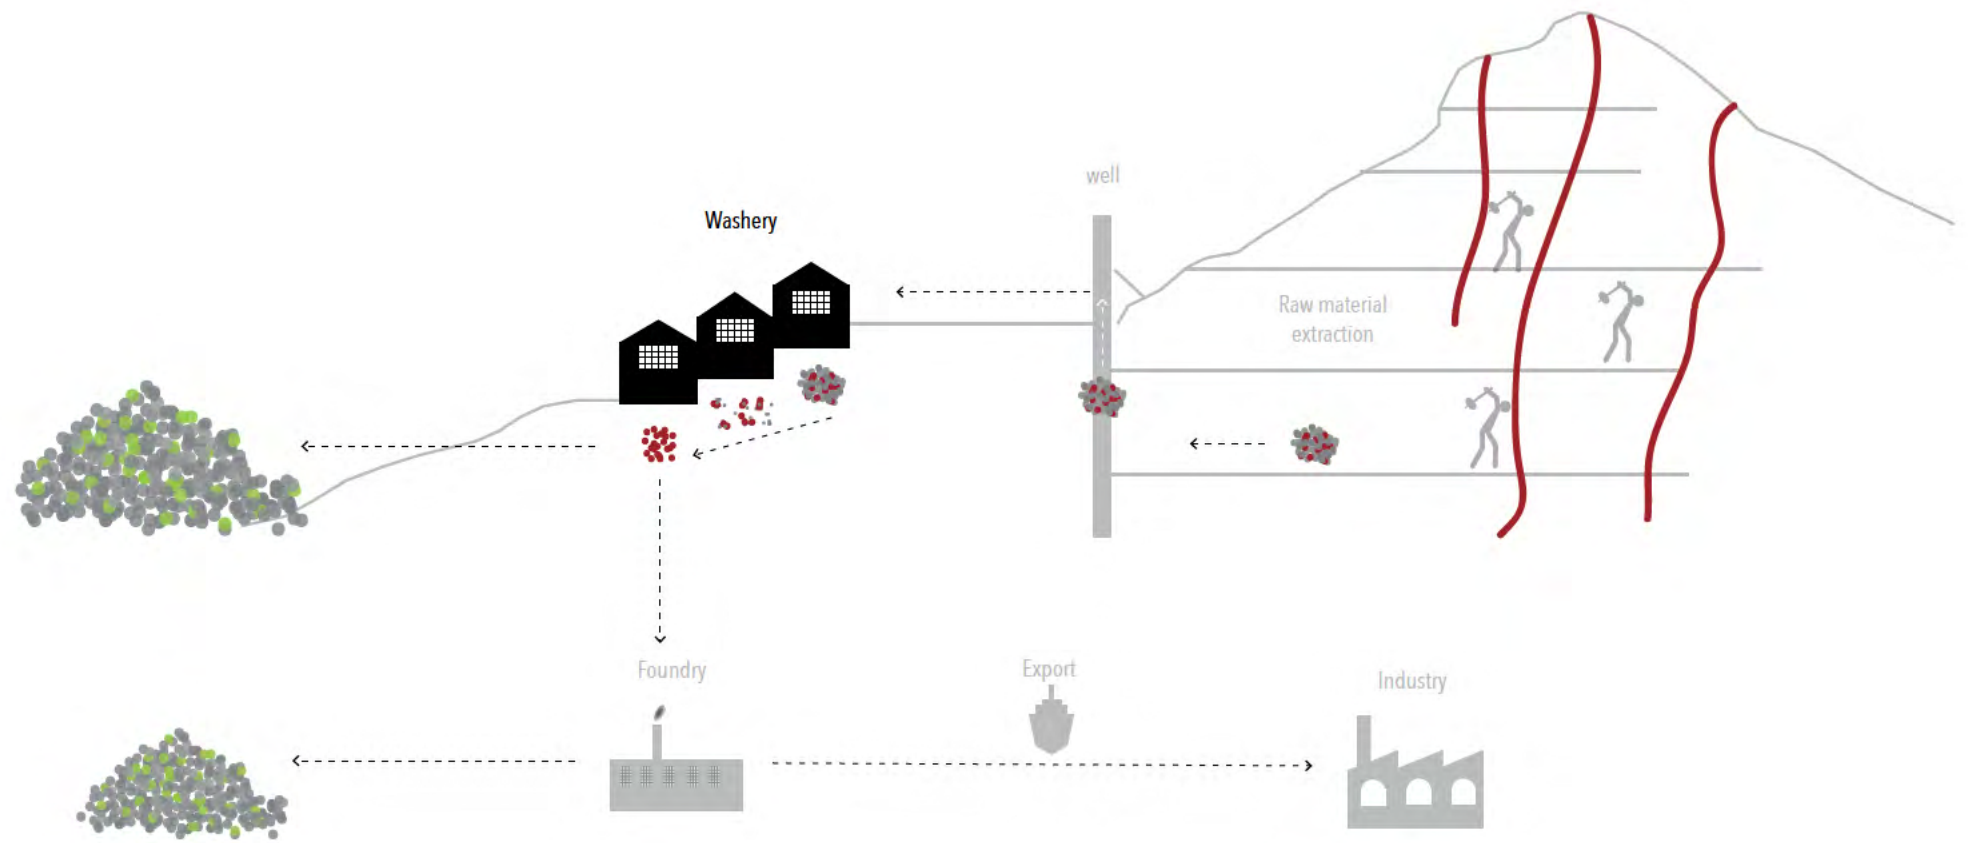 well
Washery
Raw material
extraction
Foundry
Export
Industry